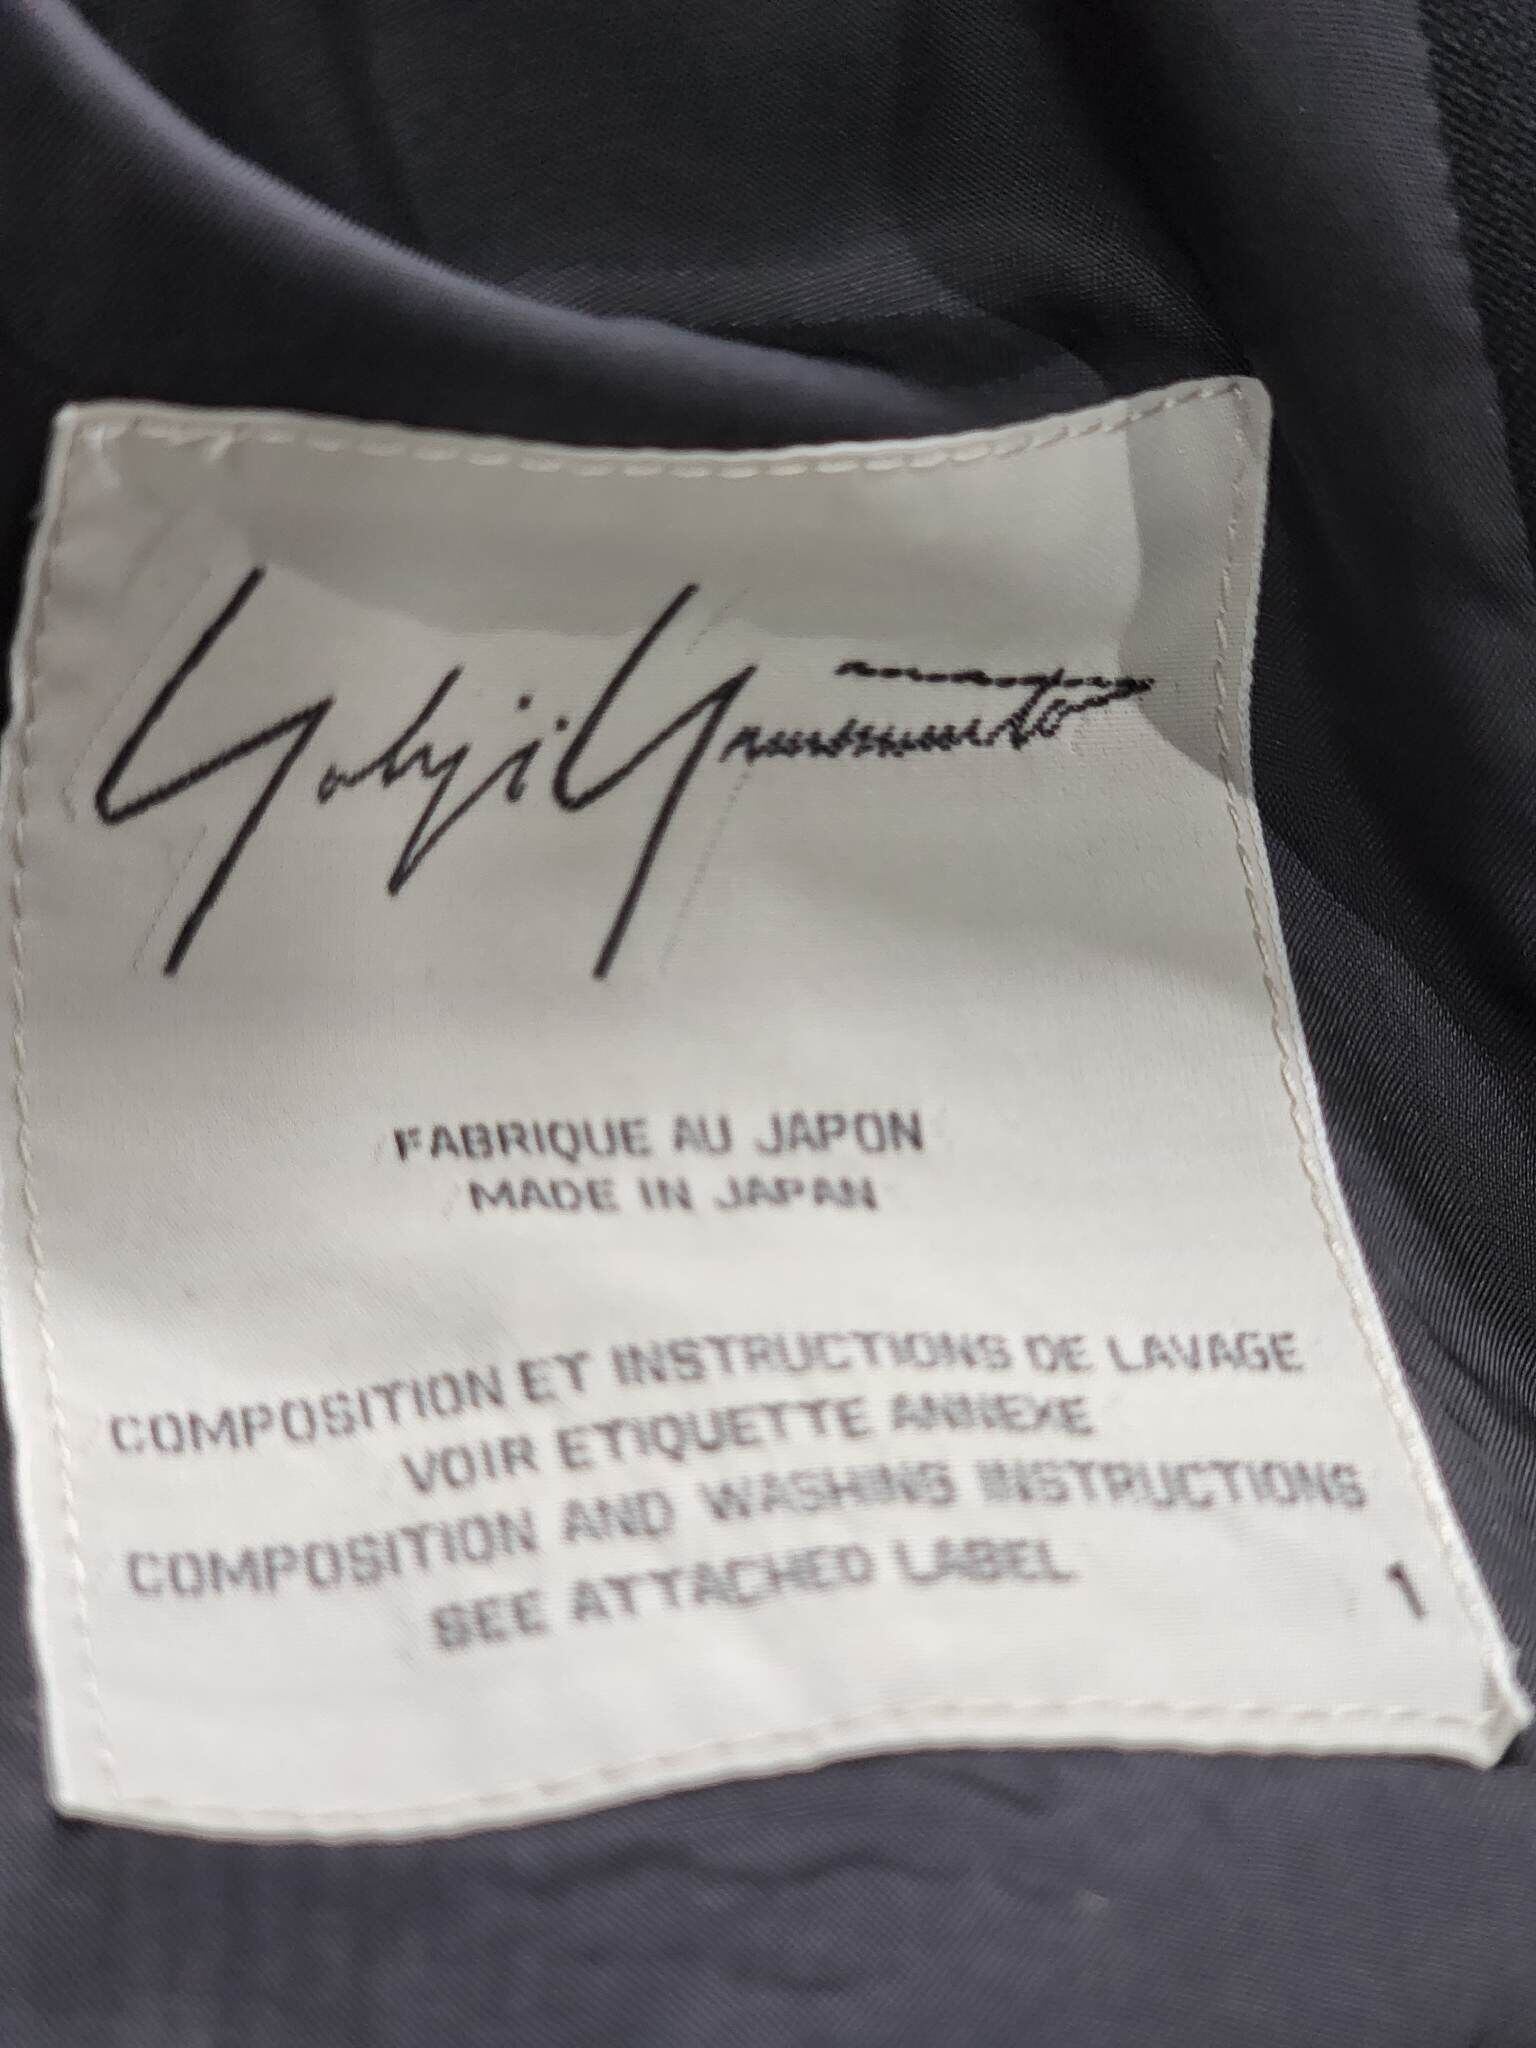 Yohji Yamamoto
FABRIQUE AU JAPON
MADE IN JAPAN
COMPOSITION ET INSTRUCTIONS DE LAVAGE
VOIR ETIQUETTE ANNEXE
COMPOSITION AND WASHING INSTRUCTIONS
SEE ATTACHED LABEL
1